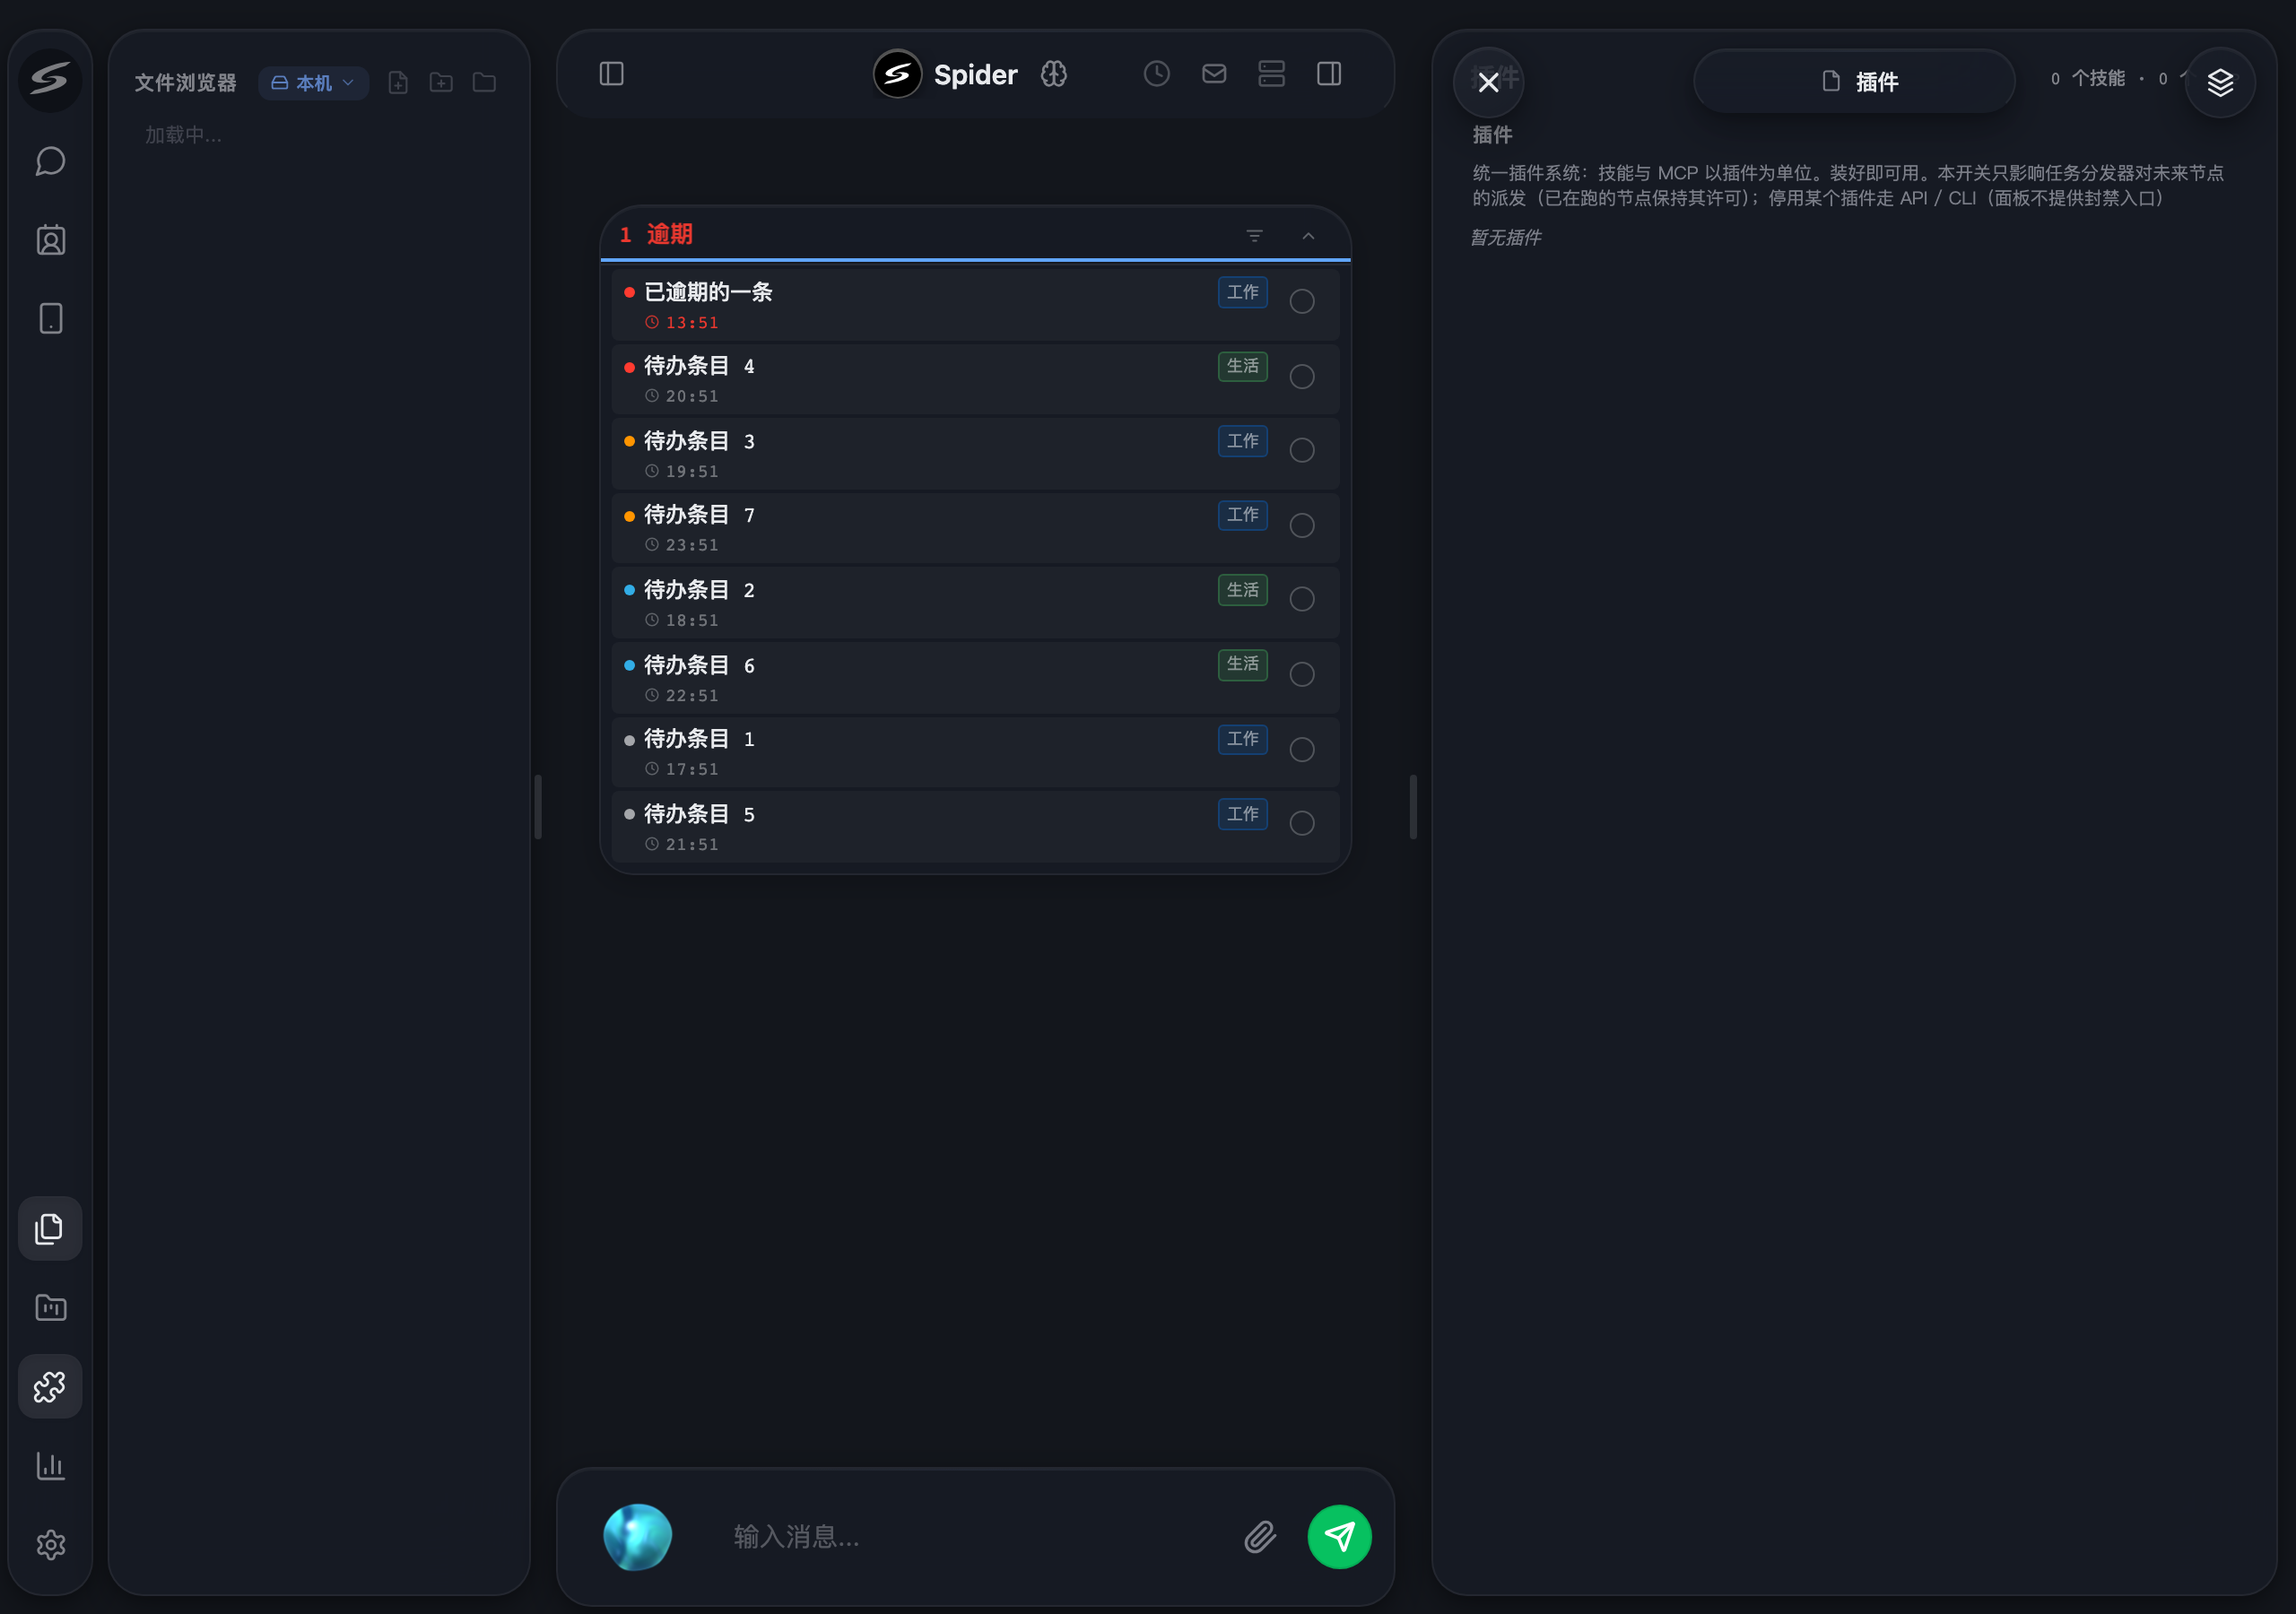 文件浏览器
本机
加载中...
Spider
1 逾期
已逾期的一条
工作
13:51
待办条目 4
生活
20:51
待办条目 3
工作
19:51
待办条目 7
工作
23:51
待办条目 2
生活
18:51
待办条目 6
生活
22:51
待办条目 1
工作
17:51
待办条目 5
工作
21:51
输入消息...
插件
插件
0 个技能 · 0
插件
统一插件系统：技能与 MCP 以插件为单位。装好即可用。本开关只影响任务分发器对未来节点
的派发（已在跑的节点保持其许可）；停用某个插件走 API / CLI（面板不提供封禁入口）
暂无插件